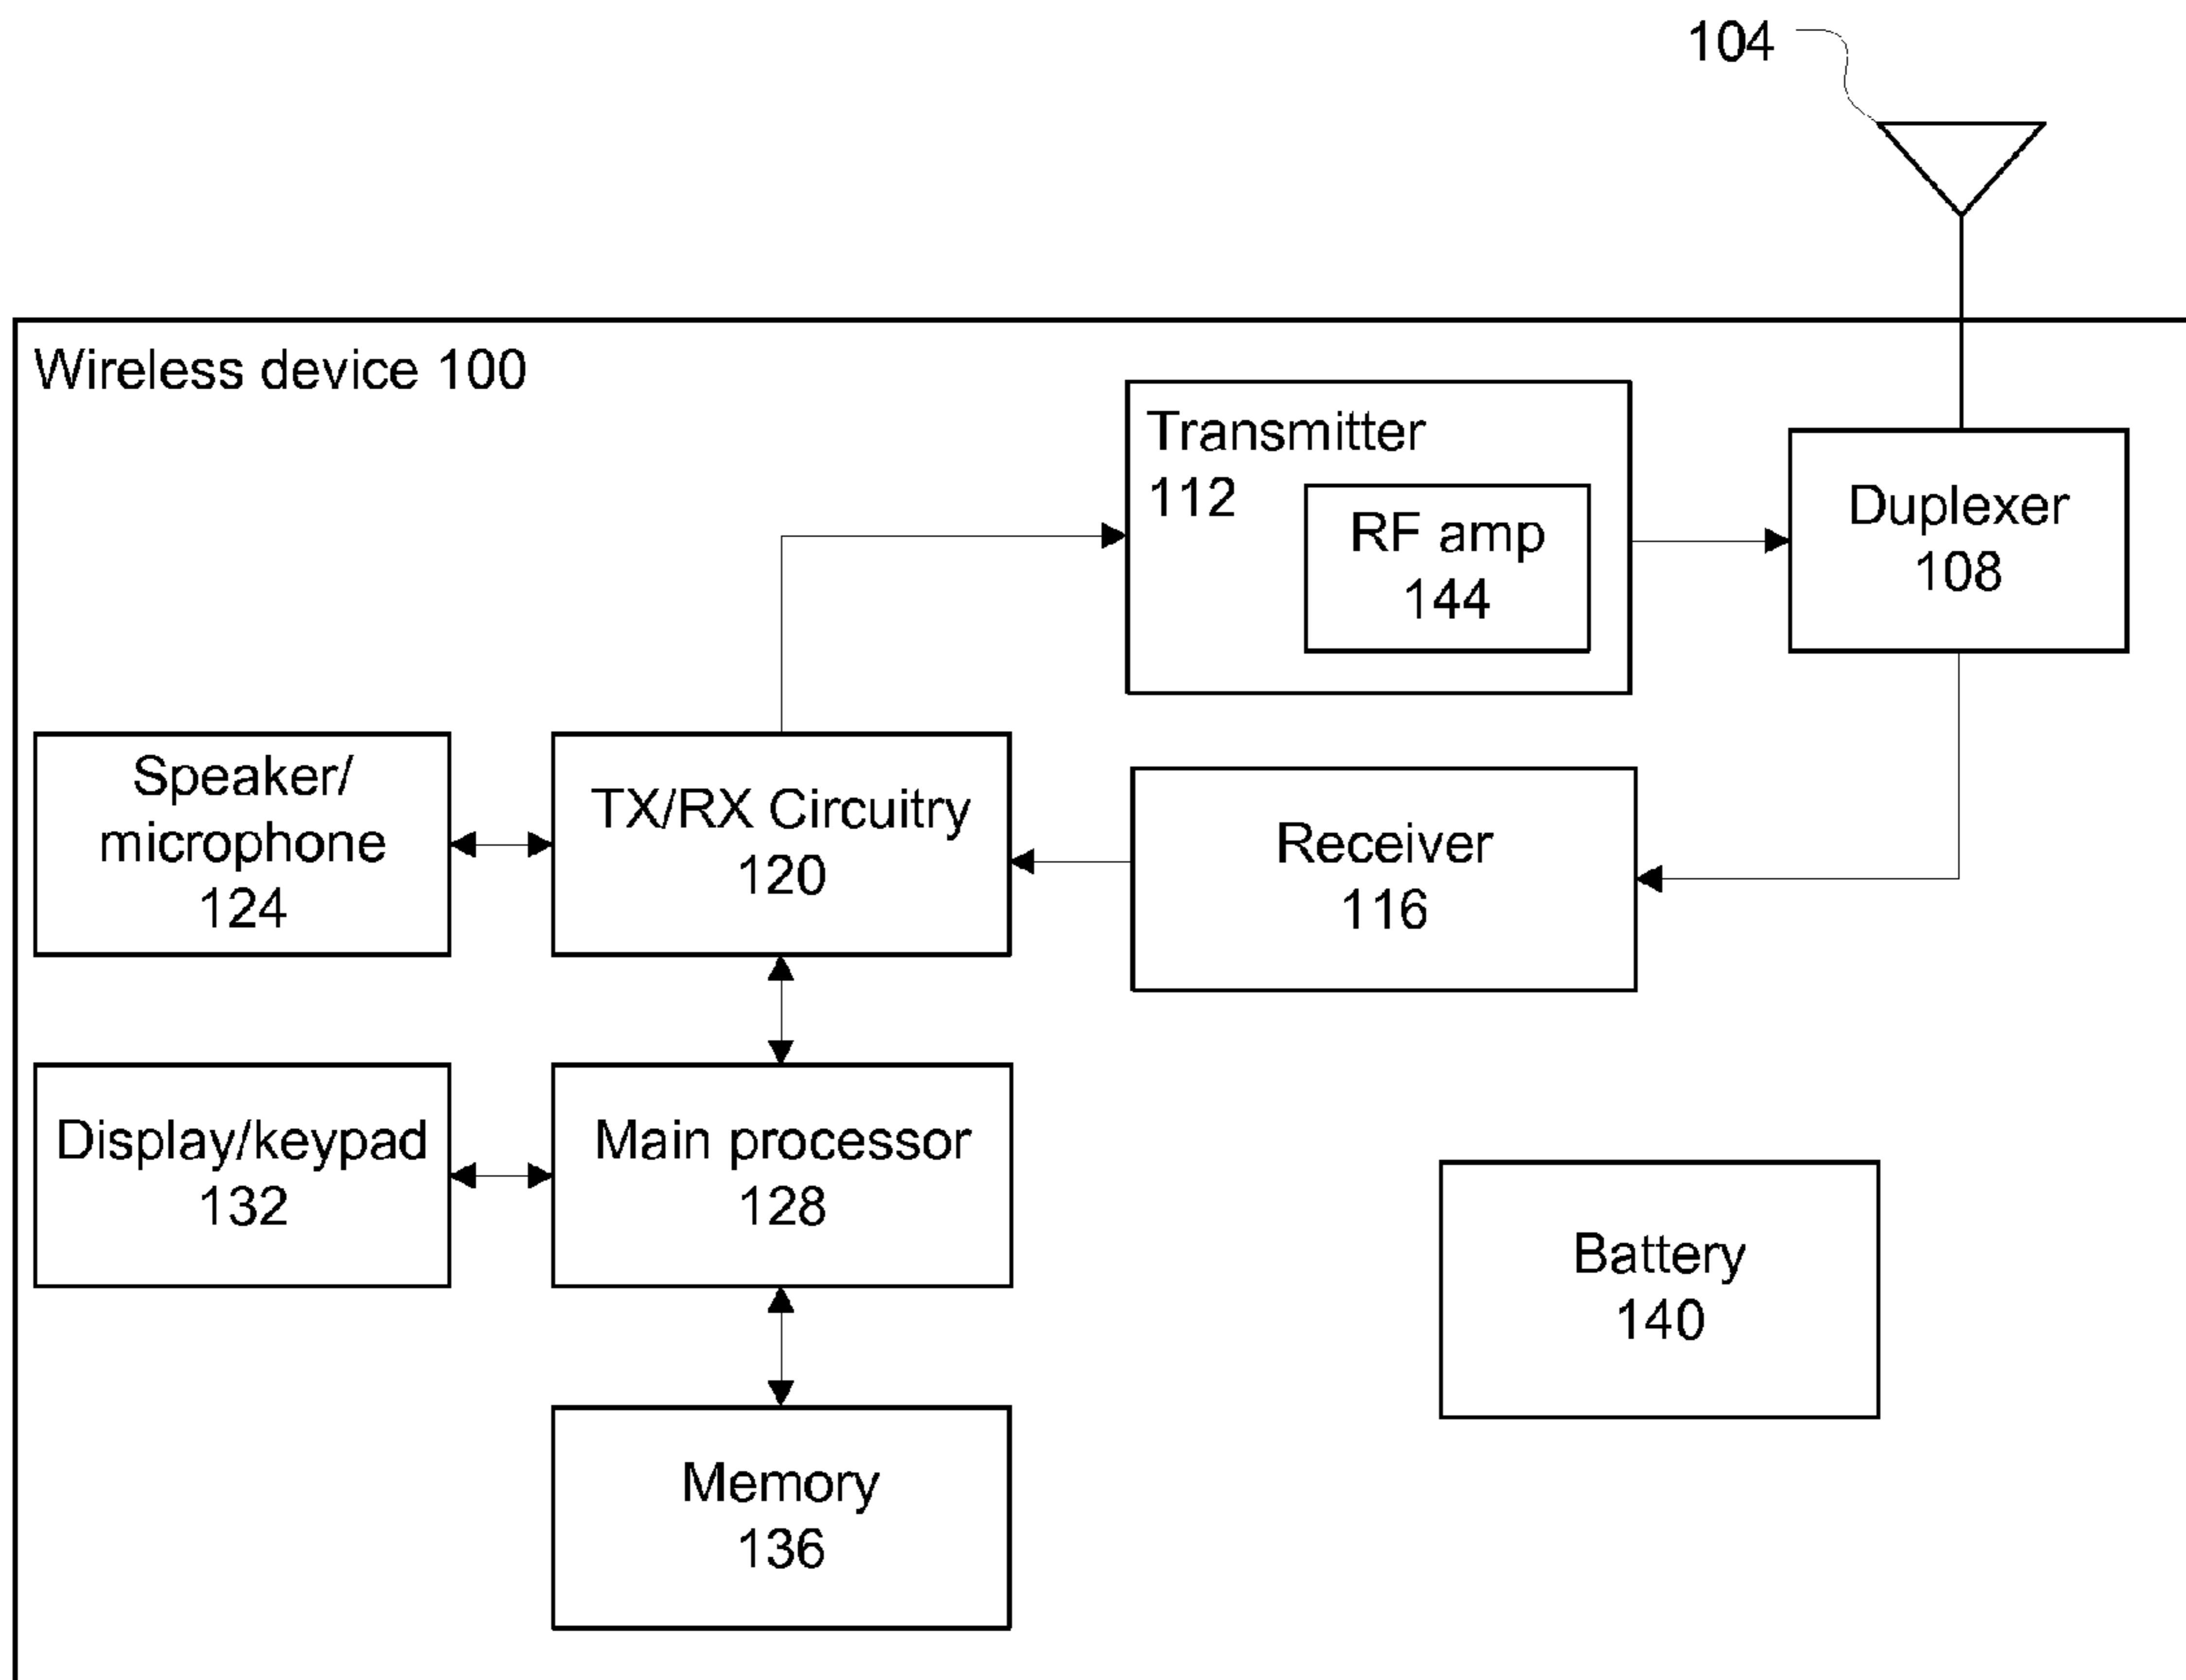 104
Wireless device 100
Transmitter
112
RF amp
144
Duplexer
108
Speaker/
microphone
124
TX/RX Circuitry
120
Receiver
116
Display/keypad
132
Main processor
128
Battery
140
Memory
136